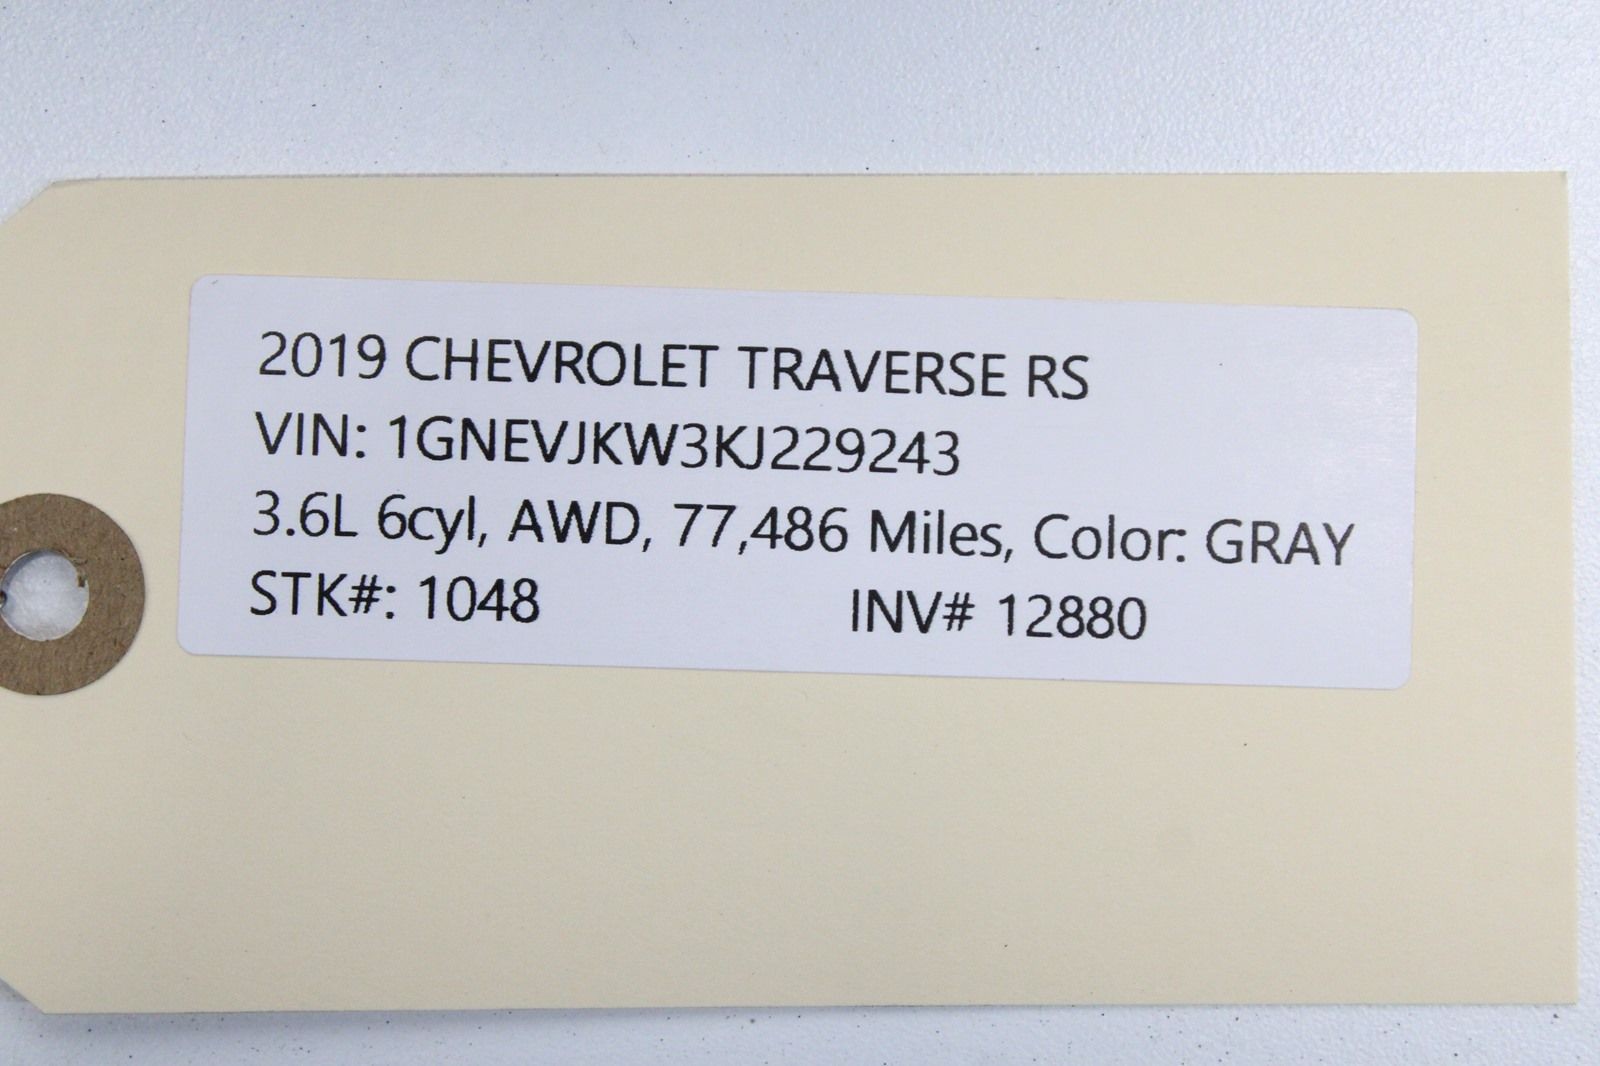 2019 CHEVROLET TRAVERSE RS
VIN: 1GNEVJKW3KJ229243
3.6L 6cyl, AWD, 77,486 Miles, Color: GRAY
STK#: 1048 INV# 12880